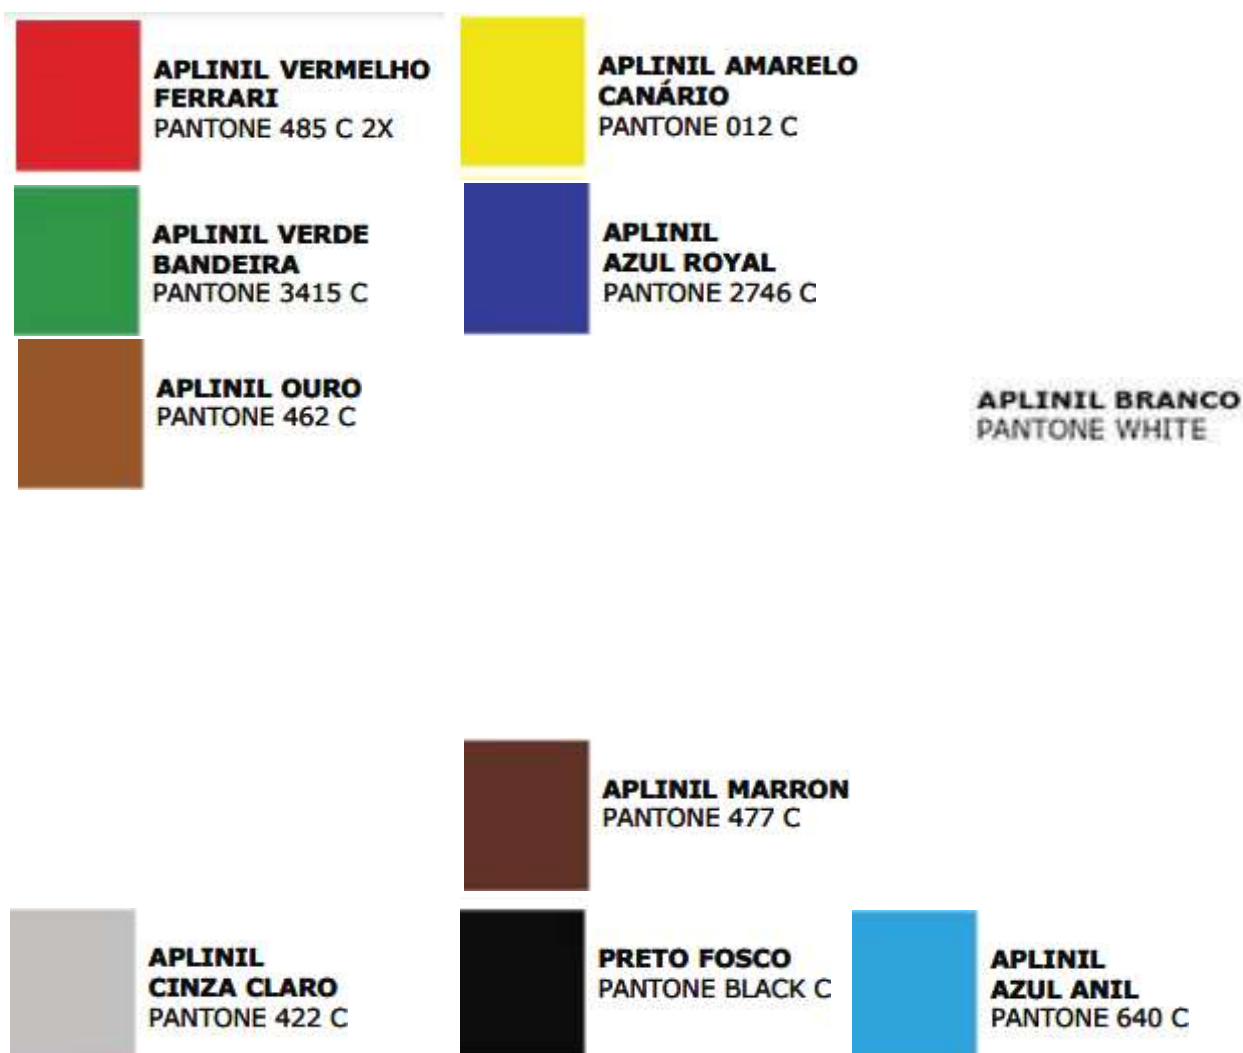 APLINIL VERMELHO
FERRARI
PANTONE 485 C 2X
APLINIL AMARELO
CANÁRIO
PANTONE 012 C
APLINIL VERDE
BANDEIRA
PANTONE 3415 C
APLINIL
AZUL ROYAL
PANTONE 2746 C
APLINIL OURO
PANTONE 462 C
APLINIL BRANCO
PANTONE WHITE
APLINIL MARRON
PANTONE 477 C
APLINIL
CINZA CLARO
PANTONE 422 C
PRETO FOSCO
PANTONE BLACK C
APLINIL
AZUL ANIL
PANTONE 640 C